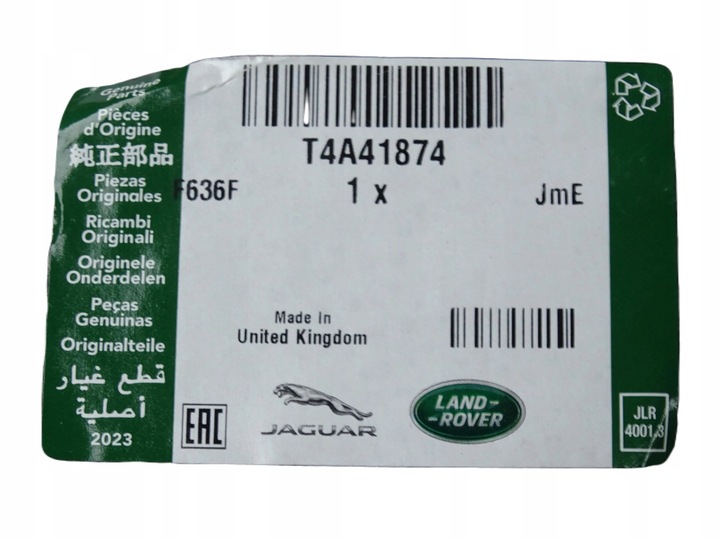 Genuine
Parts
Pièces
d'Origine
純正部品
Piezas
Originales
Ricambi
Originali
Originele
Onderdelen
Peças
Genuinas
Originalteile
قطع غيار
أصلية
2023
T4A41874
F636F 1 x JmE
Made In
United Kingdom
EAC
JAGUAR
LAND-
-ROVER
JLR
4001.3